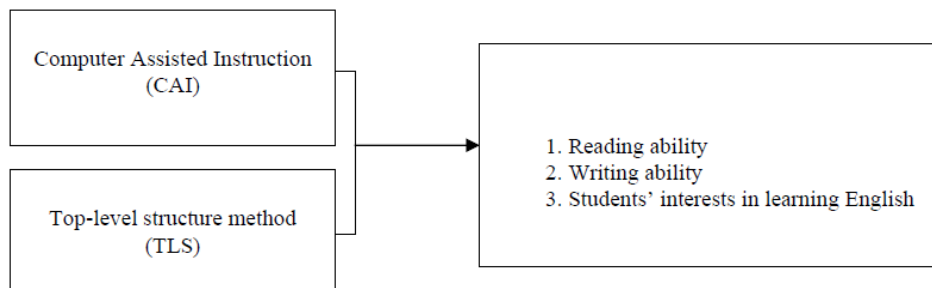 Computer Assisted Instruction
(CAI)
Top-level structure method
(TLS)
1. Reading ability
2. Writing ability
3. Students’ interests in learning English